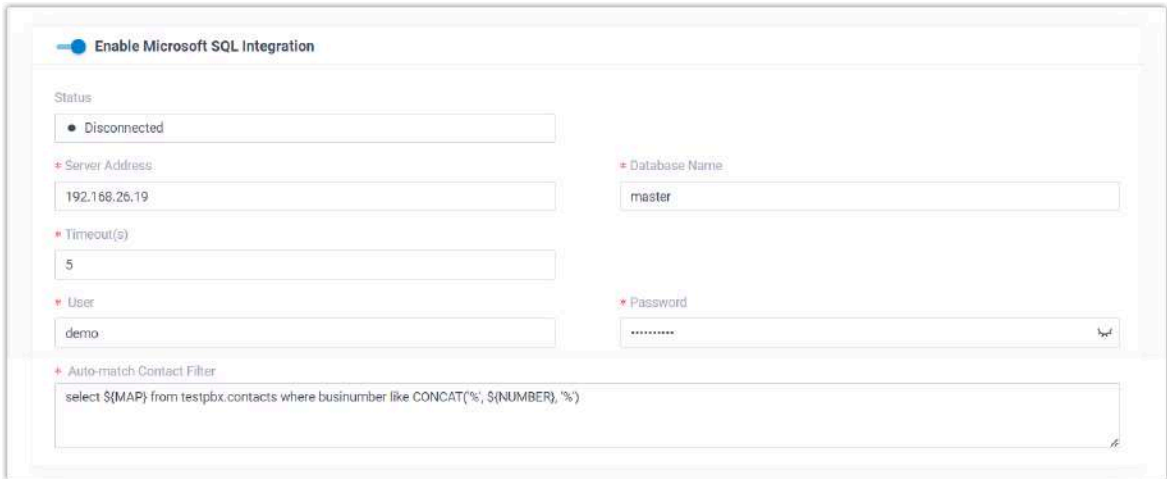 Enable Microsoft SQL Integration
Status
Disconnected
* Server Address
* Database Name
192.168.26.19
master
* Timeout(s)
5
* User
* Password
demo
••••••••••
* Auto-match Contact Filter
select ${MAP} from testpbx.contacts where businumber like CONCAT('%', ${NUMBER}, '%')